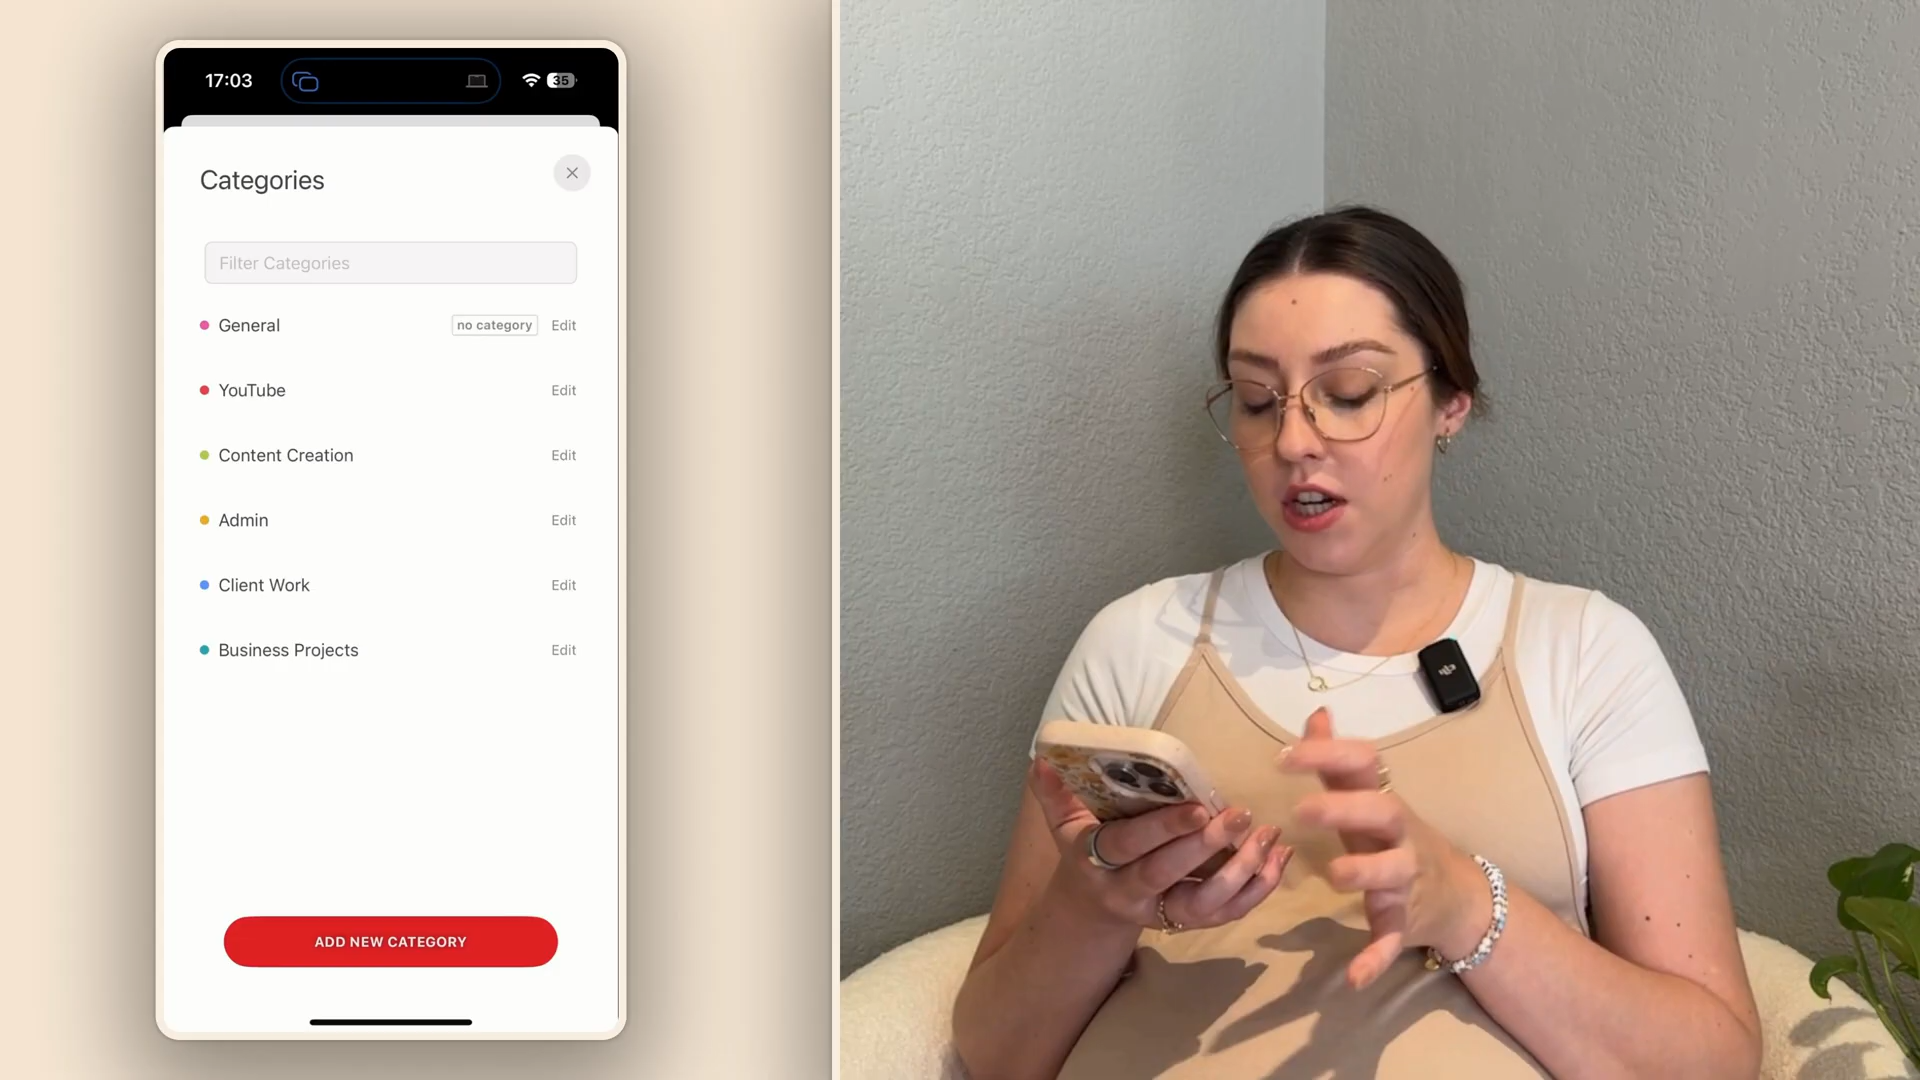 17:03
35
Categories
Filter Categories
General no category Edit
YouTube Edit
Content Creation Edit
Admin Edit
Client Work Edit
Business Projects Edit
ADD NEW CATEGORY
dji